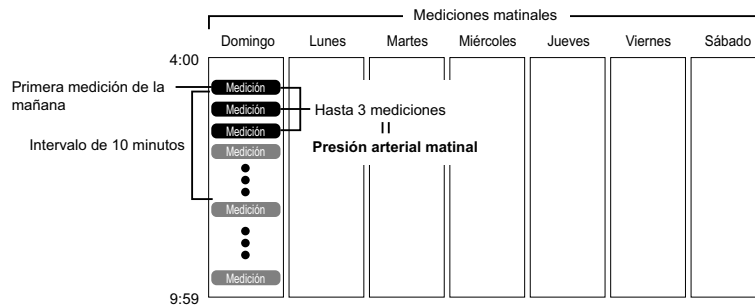 Mediciones matinales
Domingo Lunes Martes Miércoles Jueves Viernes Sábado
4:00
Primera medición de la
mañana
Medición
Medición
Hasta 3 mediciones
Medición
Intervalo de 10 minutos
Medición
Presión arterial matinal
Medición
Medición
9:59